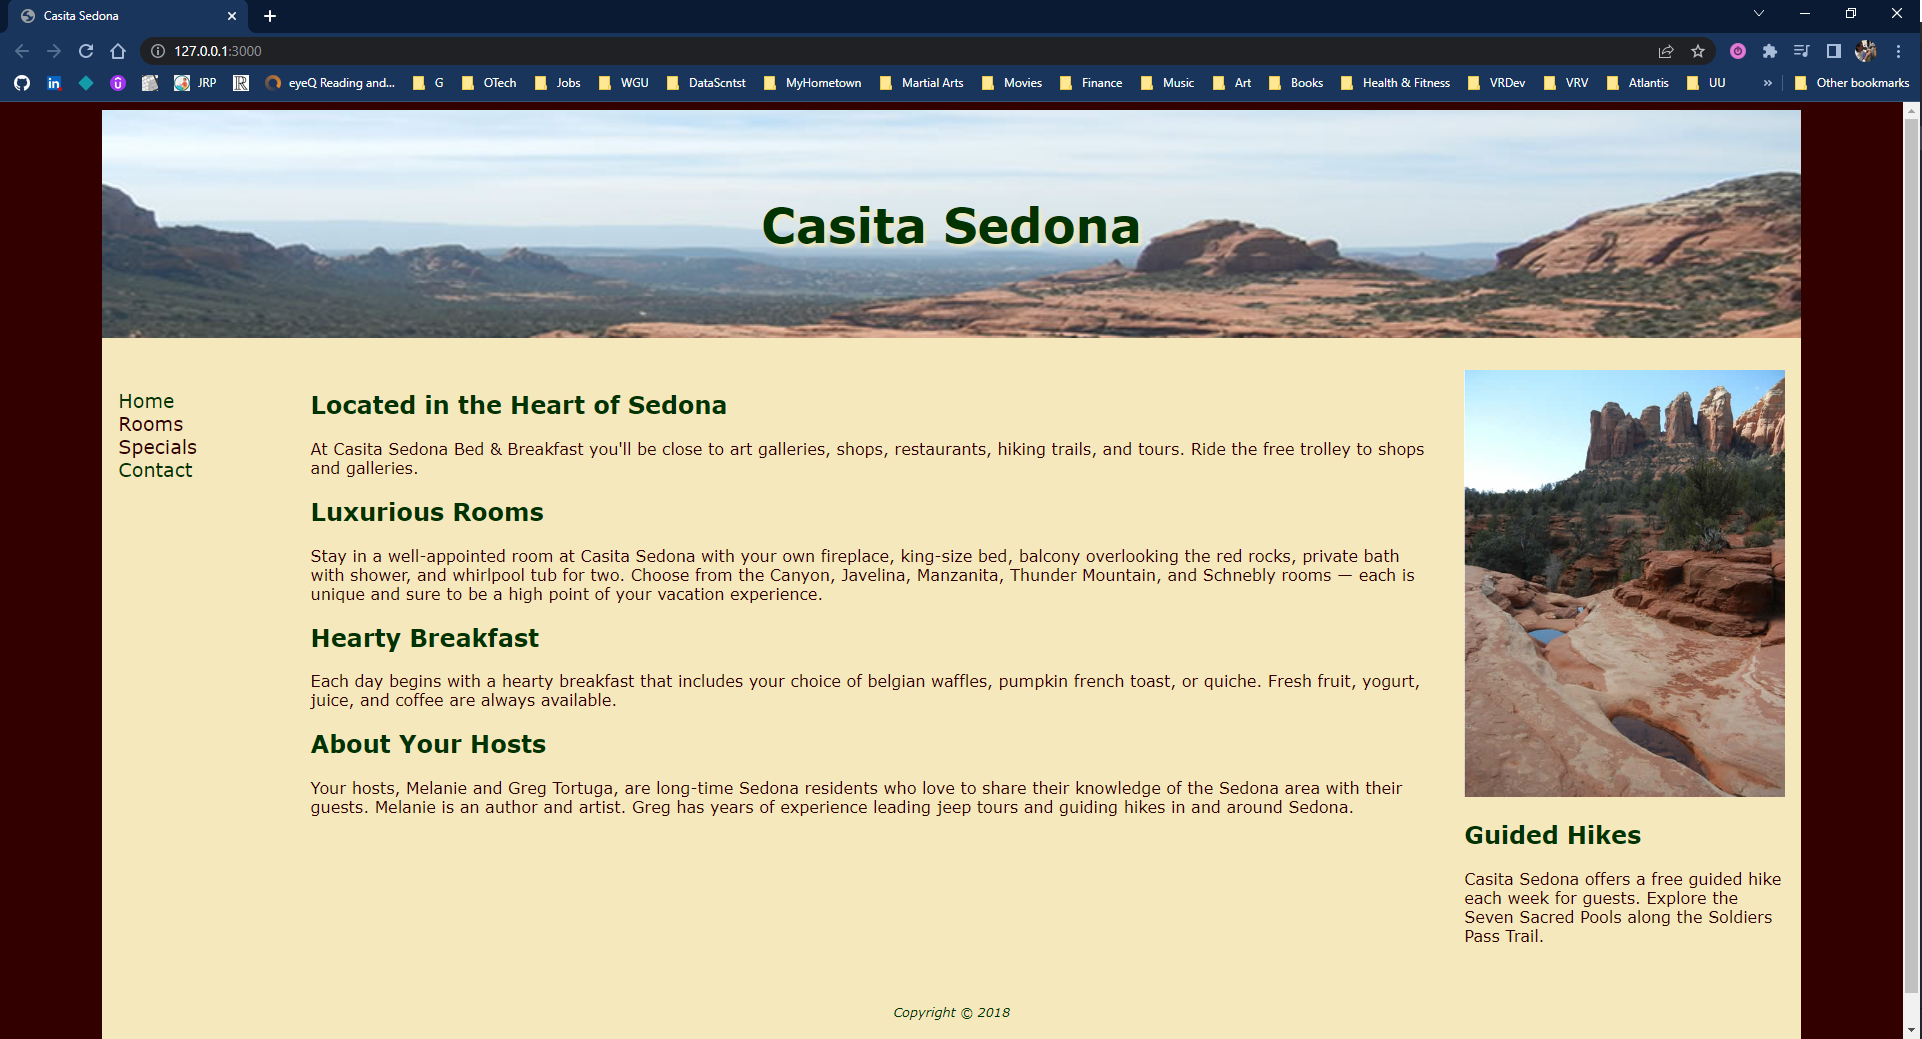 Casita Sedona
127.0.0.1:3000
JRP
eyeQ Reading and...
G
OTech
Jobs
WGU
DataScntst
MyHometown
Martial Arts
Movies
Finance
Music
Art
Books
Health & Fitness
VRDev
VRV
Atlantis
UU
»
Other bookmarks
Casita Sedona
Home
Rooms
Specials
Contact
Located in the Heart of Sedona
At Casita Sedona Bed & Breakfast you'll be close to art galleries, shops, restaurants, hiking trails, and tours. Ride the free trolley to shops
and galleries.
Luxurious Rooms
Stay in a well-appointed room at Casita Sedona with your own fireplace, king-size bed, balcony overlooking the red rocks, private bath
with shower, and whirlpool tub for two. Choose from the Canyon, Javelina, Manzanita, Thunder Mountain, and Schnebly rooms — each is
unique and sure to be a high point of your vacation experience.
Hearty Breakfast
Each day begins with a hearty breakfast that includes your choice of belgian waffles, pumpkin french toast, or quiche. Fresh fruit, yogurt,
juice, and coffee are always available.
About Your Hosts
Your hosts, Melanie and Greg Tortuga, are long-time Sedona residents who love to share their knowledge of the Sedona area with their
guests. Melanie is an author and artist. Greg has years of experience leading jeep tours and guiding hikes in and around Sedona.
Guided Hikes
Casita Sedona offers a free guided hike
each week for guests. Explore the
Seven Sacred Pools along the Soldiers
Pass Trail.
Copyright © 2018